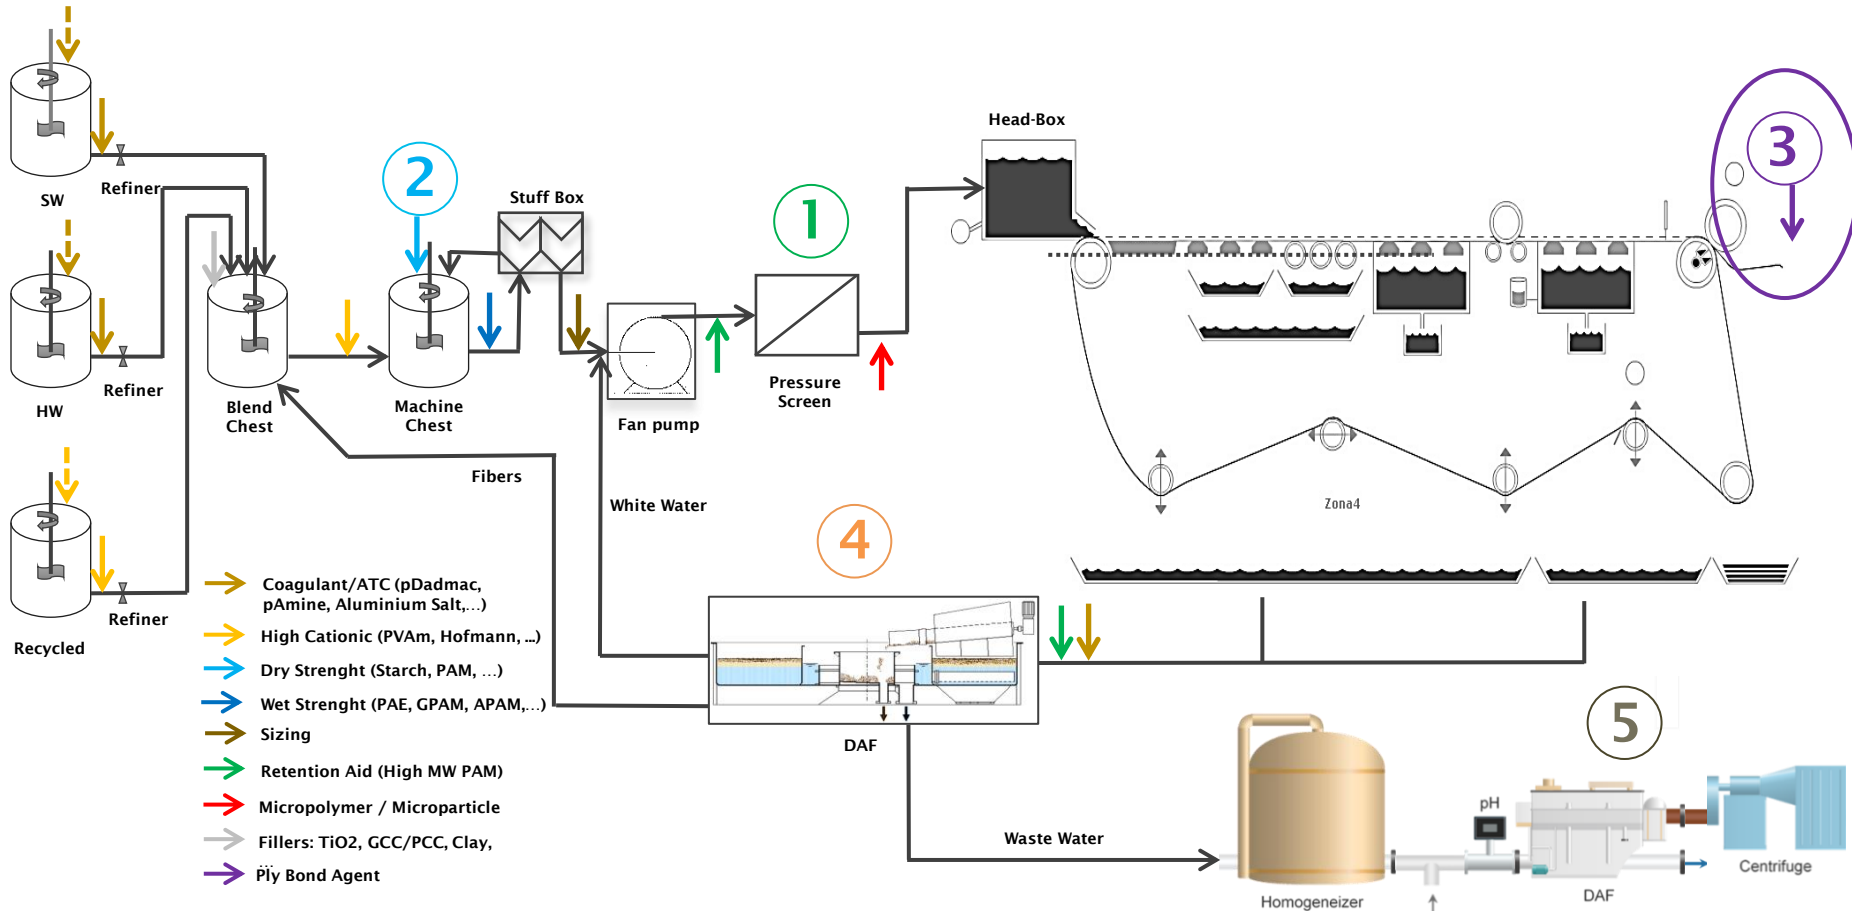 SW
Refiner
HW
Refiner
Recycled
Refiner
Blend
Chest
2
Machine
Chest
Stuff Box
Fan pump
1
Pressure
Screen
Head-Box
3
Zona4
Fibers
White Water
4
DAF
Coagulant/ATC (pDadmac,
pAmine, Aluminium Salt,...)
High Cationic (PVAm, Hofmann, ...)
Dry Strenght (Starch, PAM, ...)
Wet Strenght (PAE, GPAM, APAM,...)
Sizing
Retention Aid (High MW PAM)
Micropolymer / Microparticle
Fillers: TiO2, GCC/PCC, Clay,
...
Ply Bond Agent
Waste Water
5
pH
Homogeneizer
DAF
Centrifuge